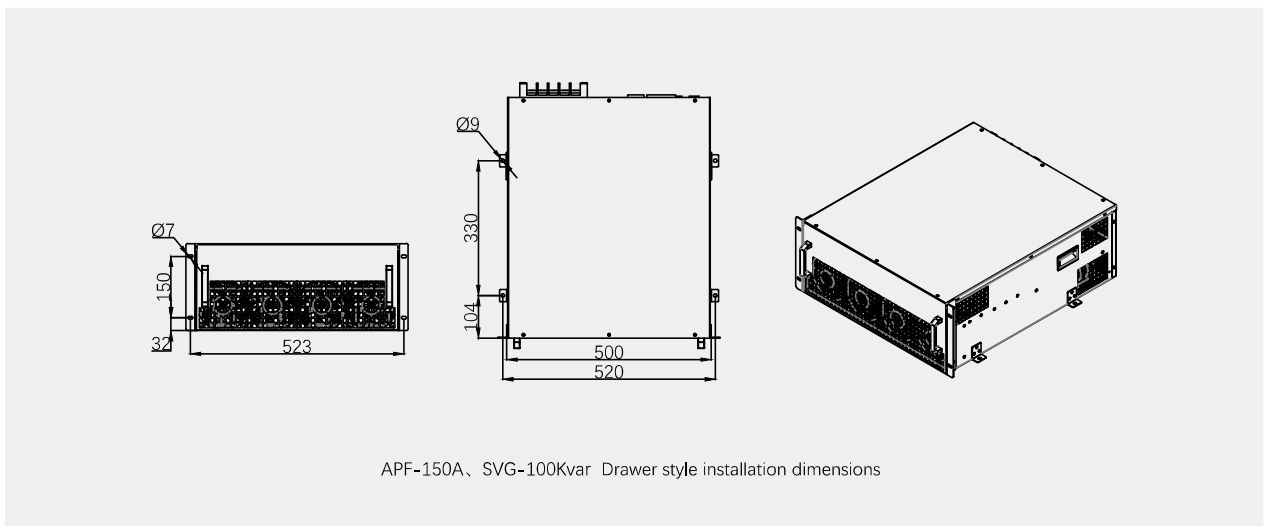 Ø9
330
104
500
520
Ø7
150
32
523
APF-150A、SVG-100Kvar Drawer style installation dimensions